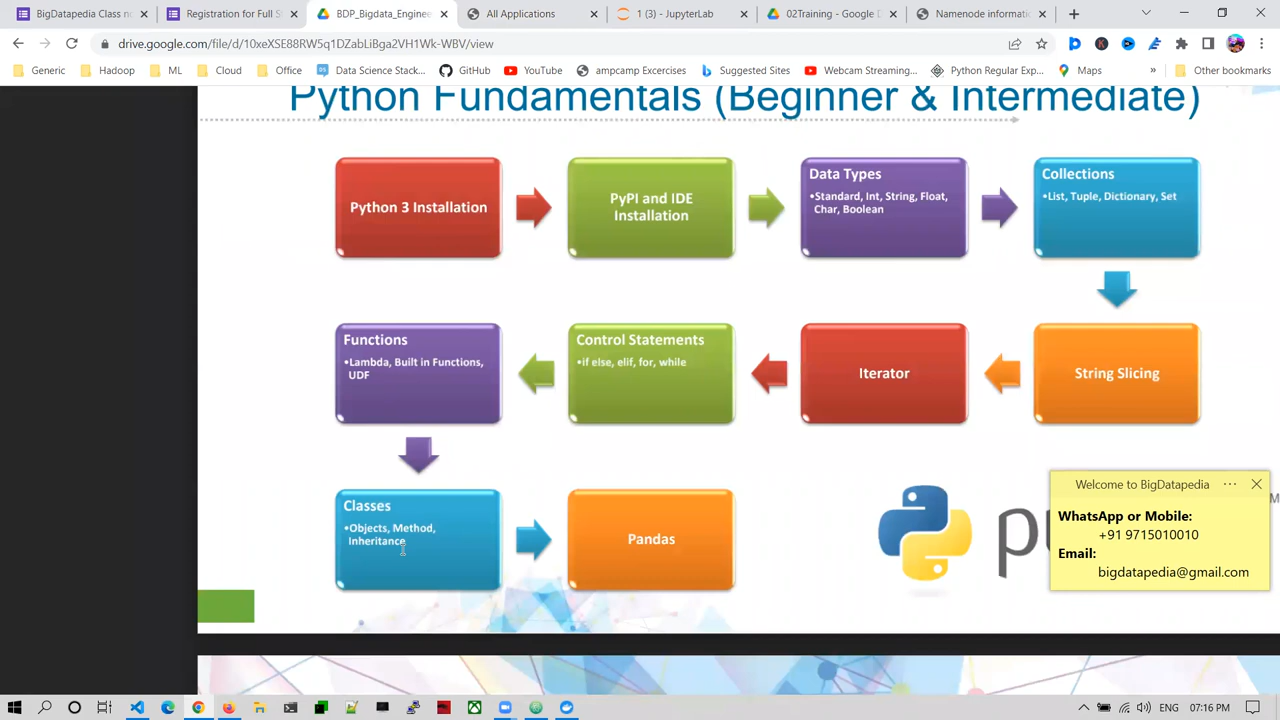 BigDatapedia Class no
Registration for Full S
BDP_Bigdata_Enginee
All Applications
1 (3) - JupyterLab
02Training - Google D
Namenode informati
drive.google.com/file/d/10xeXSE88RW5q1DZabLiBga2VH1Wk-WRV/view
Generic
Hadoop
ML
Cloud
Office
Data Science Stack...
GitHub
YouTube
ampcamp Excercises
Suggested Sites
Webcam Streaming...
Python Regular Exp...
Maps
»
Other bookmarks
Python Fundamentals (Beginner & Intermediate)
Python 3 Installation
PyPI and IDE
Installation
Data Types
•Standard, Int, String, Float,
Char, Boolean
Collections
•List, Tuple, Dictionary, Set
Functions
•Lambda, Built in Functions,
UDF
Control Statements
•if else, elif, for, while
Iterator
String Slicing
Classes
•Objects, Method,
Inheritance
Pandas
Welcome to BigDatapedia
WhatsApp or Mobile:
+91 9715010010
Email:
bigdatapedia@gmail.com
ENG
07:16 PM